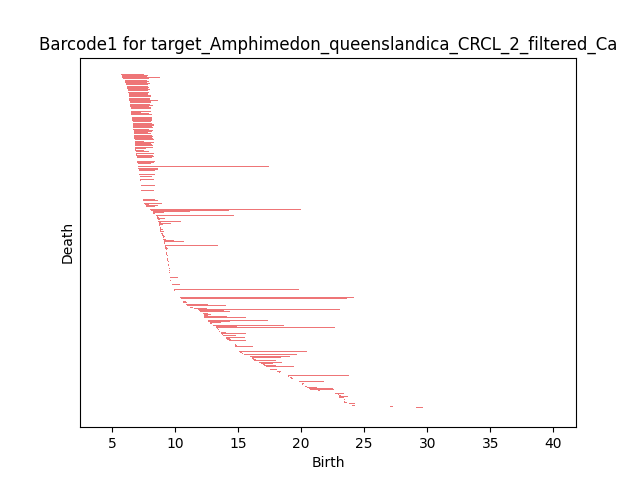 Barcode1 for target_Amphimedon_queenslandica_CRCL_2_filtered_Ca
Death
5 10 15 20 25 30 35 40
Birth